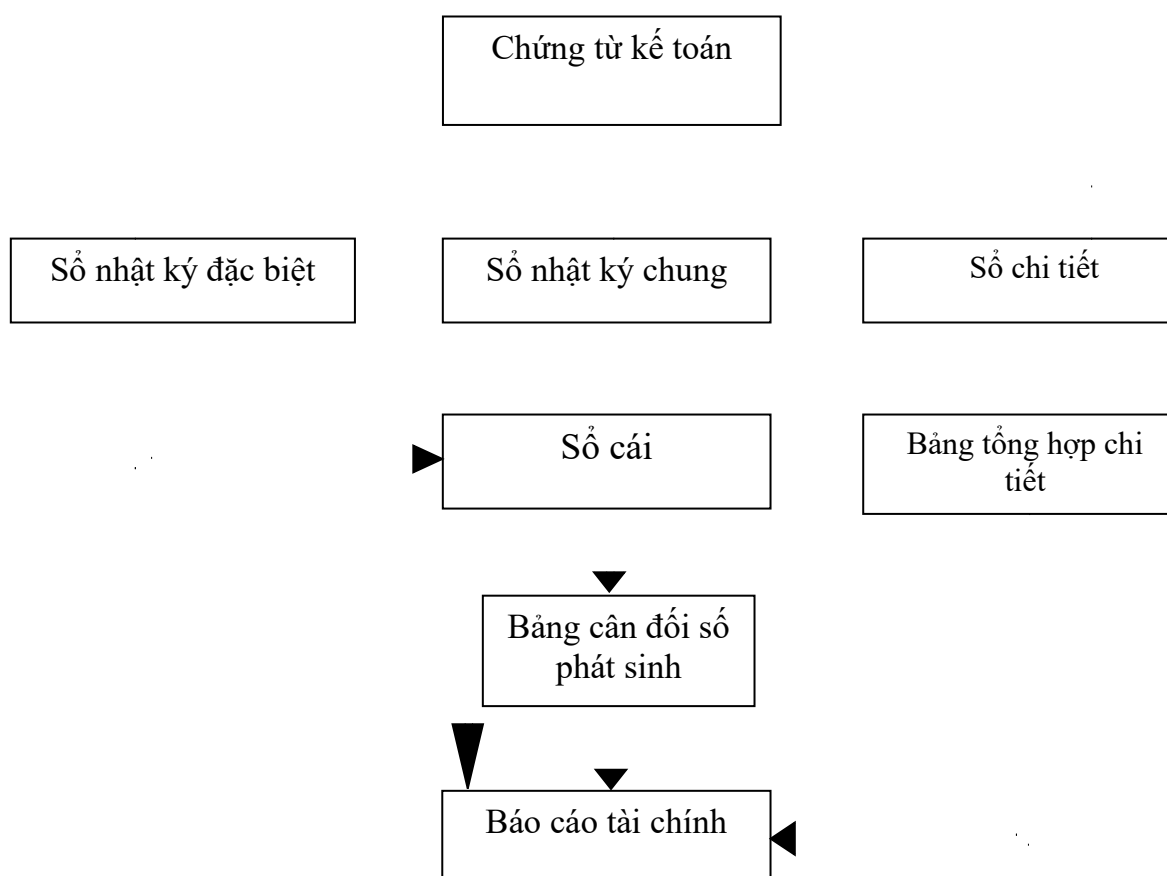 Chứng từ kế toán
Sổ nhật ký đặc biệt
Sổ nhật ký chung
Sổ chi tiết
Sổ cái
Bảng tổng hợp chi
tiết
Bảng cân đối số
phát sinh
Báo cáo tài chính